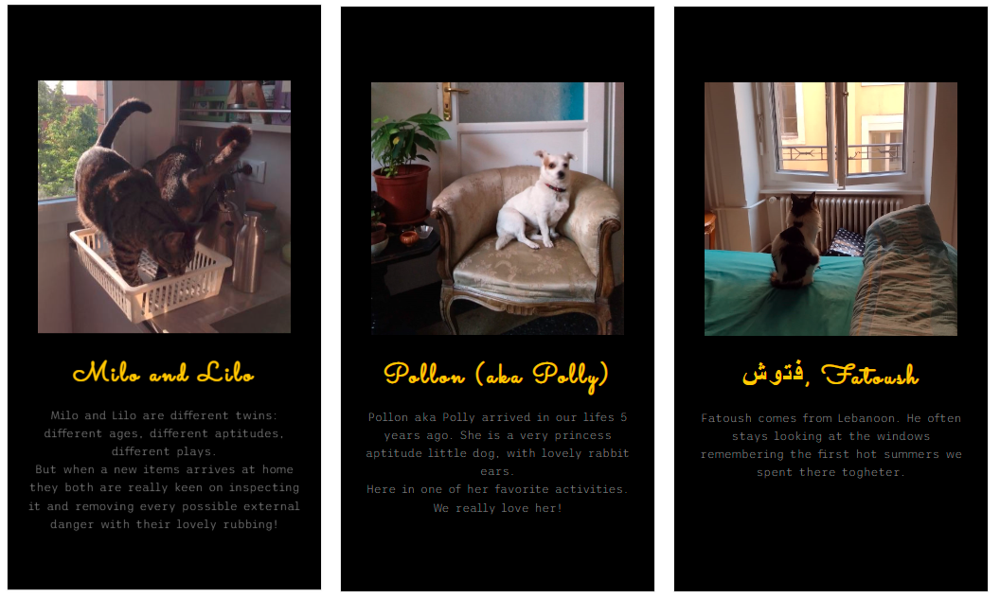 Milo and Lilo
Milo and Lilo are different twins:
different ages, different aptitudes,
different plays.
But when a new items arrives at home
they both are really keen on inspecting
it and removing every possible external
danger with their lovely rubbing!
Pollon (aka Polly)
Pollon aka Polly arrived in our lifes 5
years ago. She is a very princess
aptitude little dog, with lovely rabbit
ears.
Here in one of her favorite activities.
We really love her!
فتوش, Fatoush
Fatoush comes from Lebanoon. He often
stays looking at the windows
remembering the first hot summers we
spent there togheter.